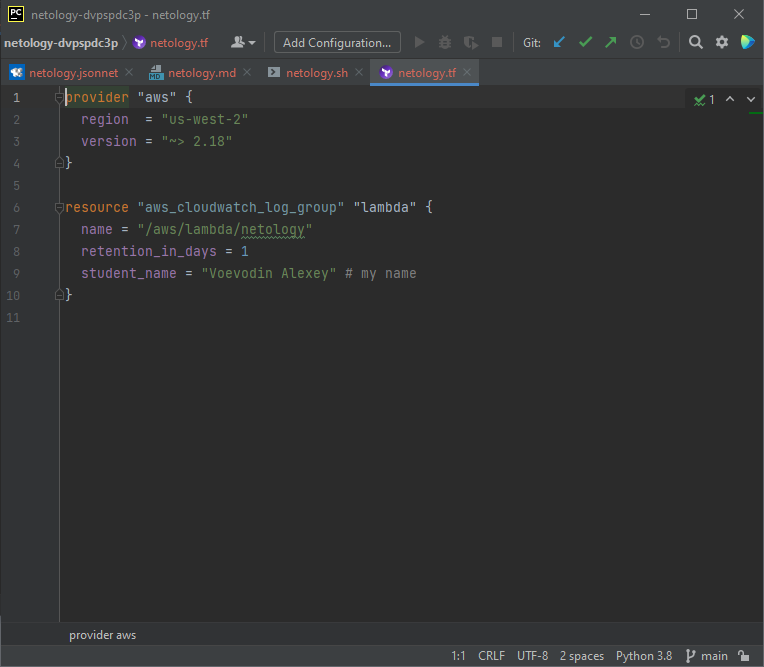 PC netology-dvpspdc3p - netology.tf
netology-dvpspdc3p netology.tf Add Configuration... Git:
netology.jsonnet MD netology.md netology.sh netology.tf
1 provider "aws" { 1
2 region  = "us-west-2"
3 version = "~> 2.18"
4 }
5
6 resource "aws_cloudwatch_log_group" "lambda" {
7 name = "/aws/lambda/netology"
8 retention_in_days = 1
9 student_name = "Voevodin Alexey" # my name
10 }
11
provider aws
1:1 CRLF UTF-8 2 spaces Python 3.8 main